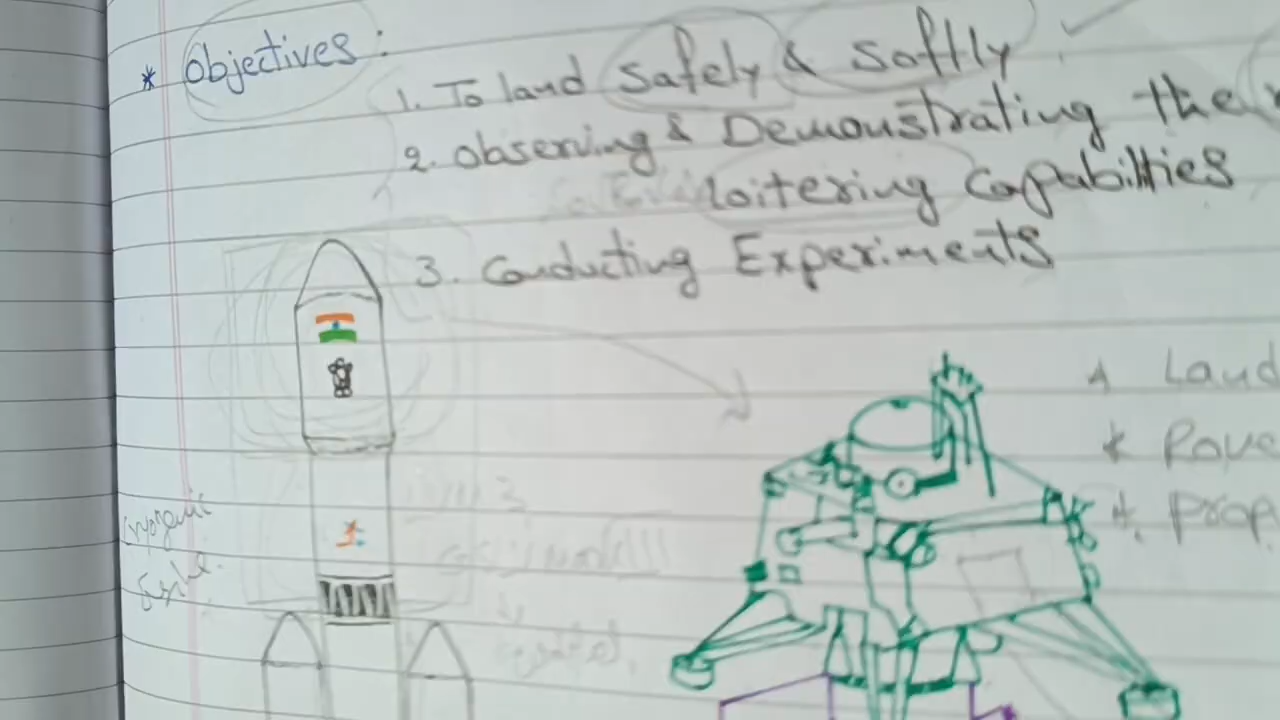 * Objectives :
1. To land Safely & Softly
2. Observing & Demonstrating the
loitering Capabilities
3. Conducting Experiments
* Land
* Rove
* Prop